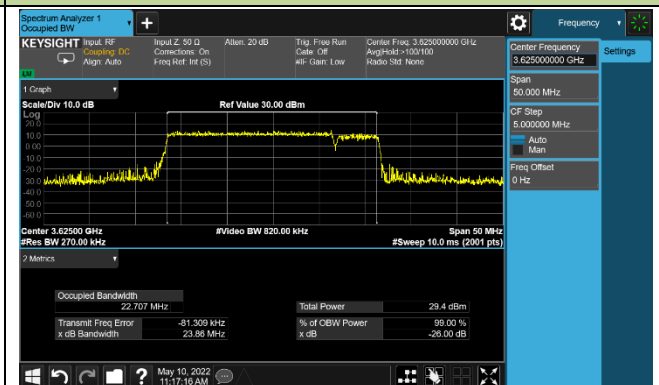 Spectrum Analyzer 1
Occupied BW
+
Frequency
KEYSIGHT
Input: RF
Coupling: DC
Align: Auto
Input Z: 50 Ω
Corrections: On
Freq Ref: Int (S)
Atten: 20 dB
Trig: Free Run
Gate: Off
#IF Gain: Low
Center Freq: 3.625000000 GHz
Avg|Hold:>100/100
Radio Std: None
Center Frequency
3.625000000 GHz
Settings
Span
50.000 MHz
CF Step
5.000000 MHz
Auto
Man
Freq Offset
0 Hz
1 Graph
Scale/Div 10.0 dB
Ref Value 30.00 dBm
Log
20.0
10.0
0.00
-10.0
-20.0
-30.0
-40.0
-50.0
-60.0
Center 3.62500 GHz
#Video BW 820.00 kHz
Span 50 MHz
#Res BW 270.00 kHz
#Sweep 10.0 ms (2001 pts)
2 Metrics
Occupied Bandwidth
22.707 MHz
Total Power
29.4 dBm
Transmit Freq Error
-81.309 kHz
% of OBW Power
99.00 %
x dB Bandwidth
23.86 MHz
x dB
-26.00 dB
?
May 10, 2022
11:17:16 AM